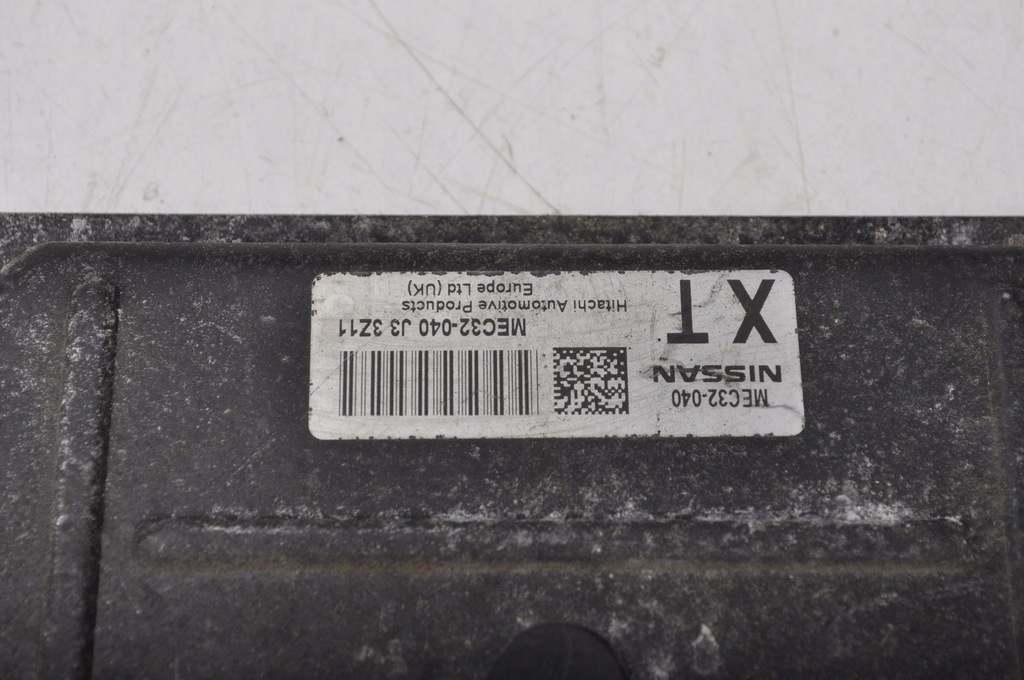 MEC32-040
NISSAN
XT
MEC32-040 J3 3Z11
Hitachi Automotive Products
Europe Ltd (UK)